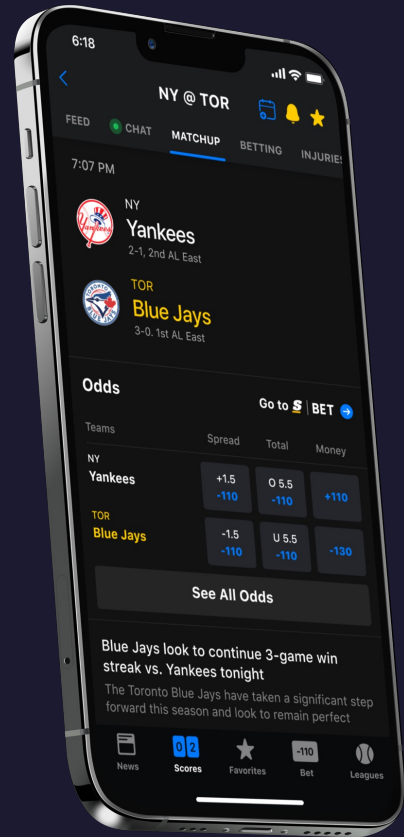 6:18
NY @ TOR
FEED CHAT MATCHUP BETTING INJURIES
7:07 PM
NY
Yankees
2-1, 2nd AL East
TOR
Blue Jays
3-0. 1st AL East
Odds
Go to S | BET
Teams Spread Total Money
NY
Yankees
+1.5 O 5.5
-110 -110 +110
TOR
Blue Jays
-1.5 U 5.5
-110 -110 -130
See All Odds
Blue Jays look to continue 3-game win
streak vs. Yankees tonight
The Toronto Blue Jays have taken a significant step
forward this season and look to remain perfect
0 2 -110
News Scores Favorites Bet Leagues